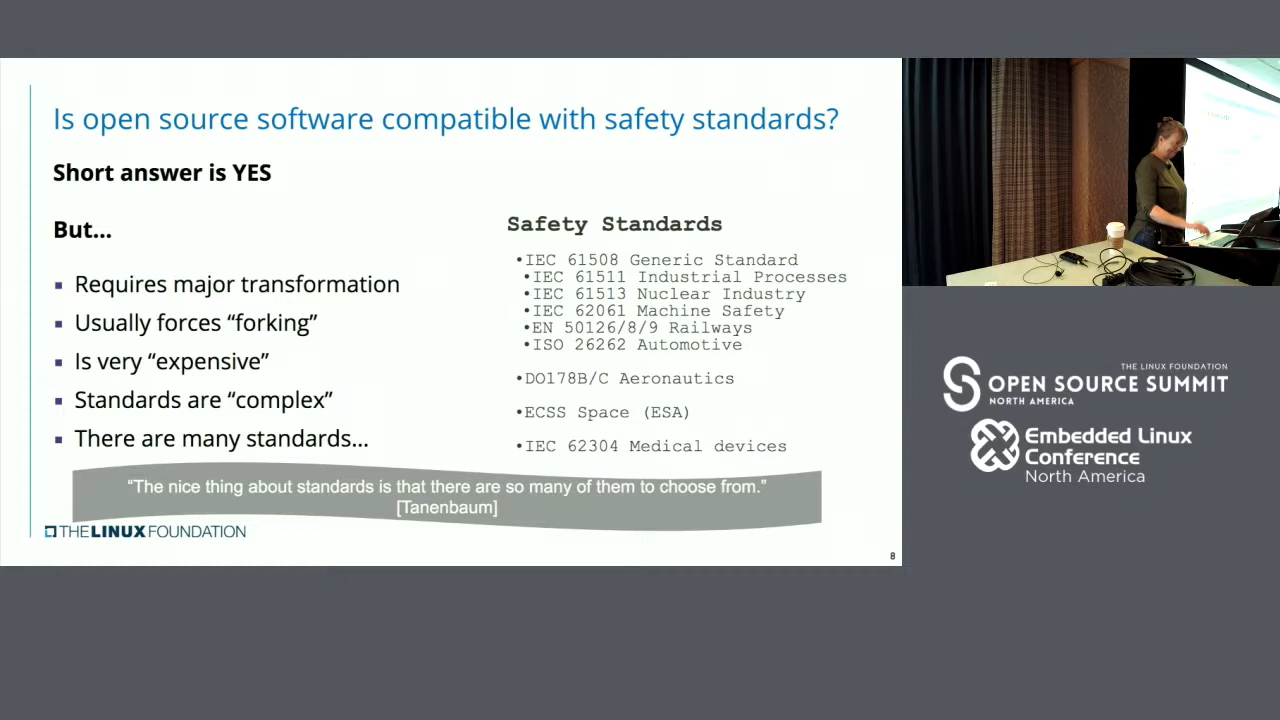 Is open source software compatible with safety standards?
Short answer is YES
But...
▪ Requires major transformation
▪ Usually forces “forking”
▪ Is very “expensive”
▪ Standards are “complex”
▪ There are many standards...
Safety Standards
•IEC 61508 Generic Standard
•IEC 61511 Industrial Processes
•IEC 61513 Nuclear Industry
•IEC 62061 Machine Safety
•EN 50126/8/9 Railways
•ISO 26262 Automotive
•DO178B/C Aeronautics
•ECSS Space (ESA)
•IEC 62304 Medical devices
“The nice thing about standards is that there are so many of them to choose from.”
[Tanenbaum]
THE LINUX FOUNDATION
8
THE LINUX FOUNDATION
OPEN SOURCE SUMMIT
NORTH AMERICA
Embedded Linux
Conference
North America